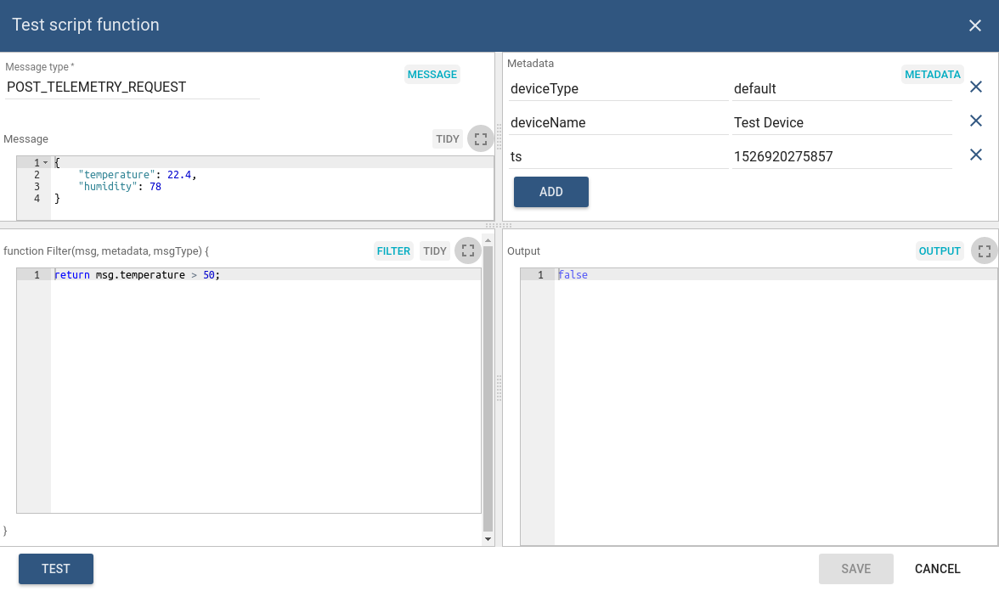 Test script function
Message type *
MESSAGE
POST_TELEMETRY_REQUEST
Message
TIDY
1 {
2 "temperature": 22.4,
3 "humidity": 78
4 }
Metadata
METADATA
deviceType default
deviceName Test Device
ts 1526920275857
ADD
function Filter(msg, metadata, msgType) {
FILTER TIDY
1 return msg.temperature > 50;
}
Output
OUTPUT
1 false
TEST
SAVE CANCEL